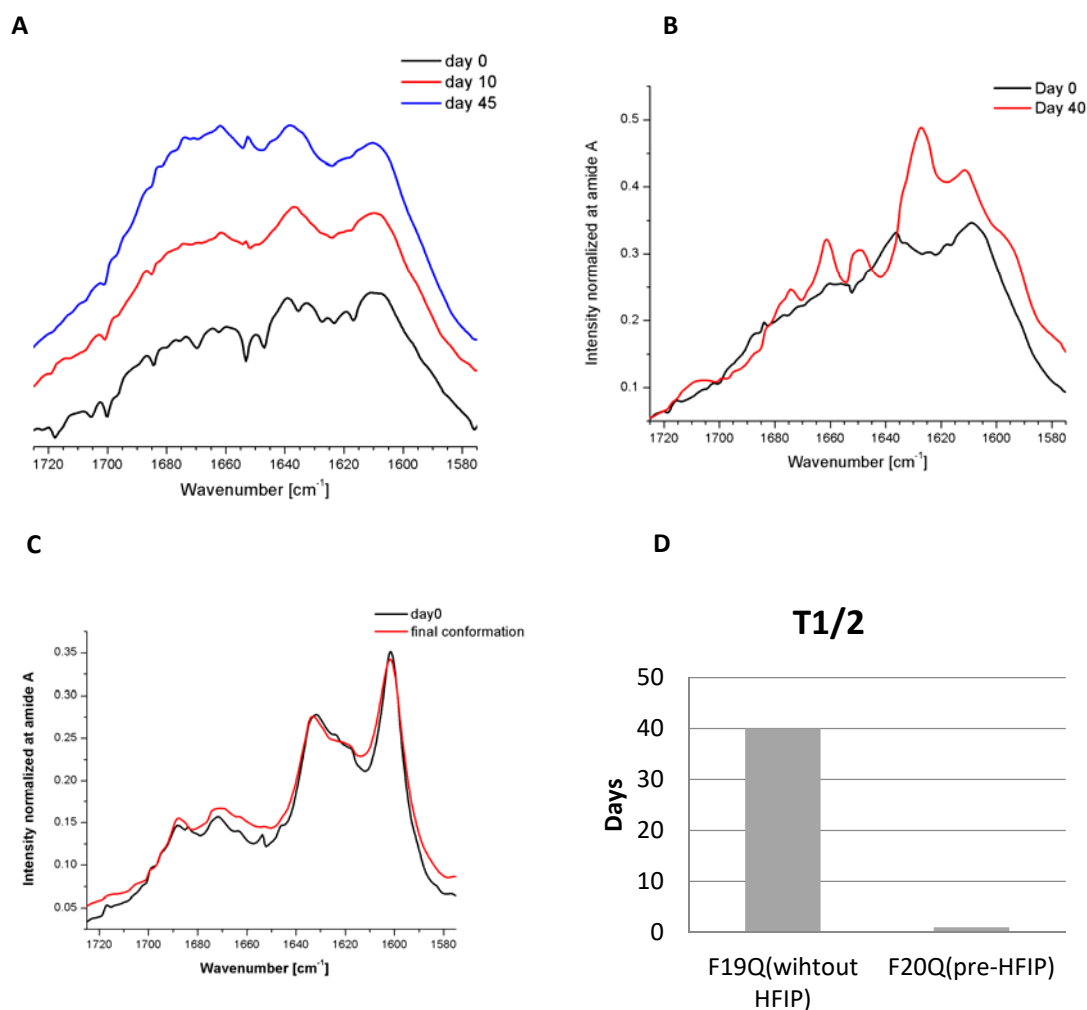 A
day 0
day 10
day 45
1720 1700 1680 1660 1640 1620 1600 1580
Wavenumber [cm⁻¹]
B
Day 0
Day 40
Intensity normalized at amide A
0.5
0.4
0.3
0.2
0.1
1720 1700 1680 1660 1640 1620 1600 1580
Wavenumber [cm⁻¹]
C
day0
final conformation
Intensity normalized at amide A
0.35
0.30
0.25
0.20
0.15
0.10
0.05
1720 1700 1680 1660 1640 1620 1600 1580
Wavenumber [cm⁻¹]
D
T1/2
Days
50
40
30
20
10
0
F19Q(wihtout
HFIP)
F20Q(pre-HFIP)